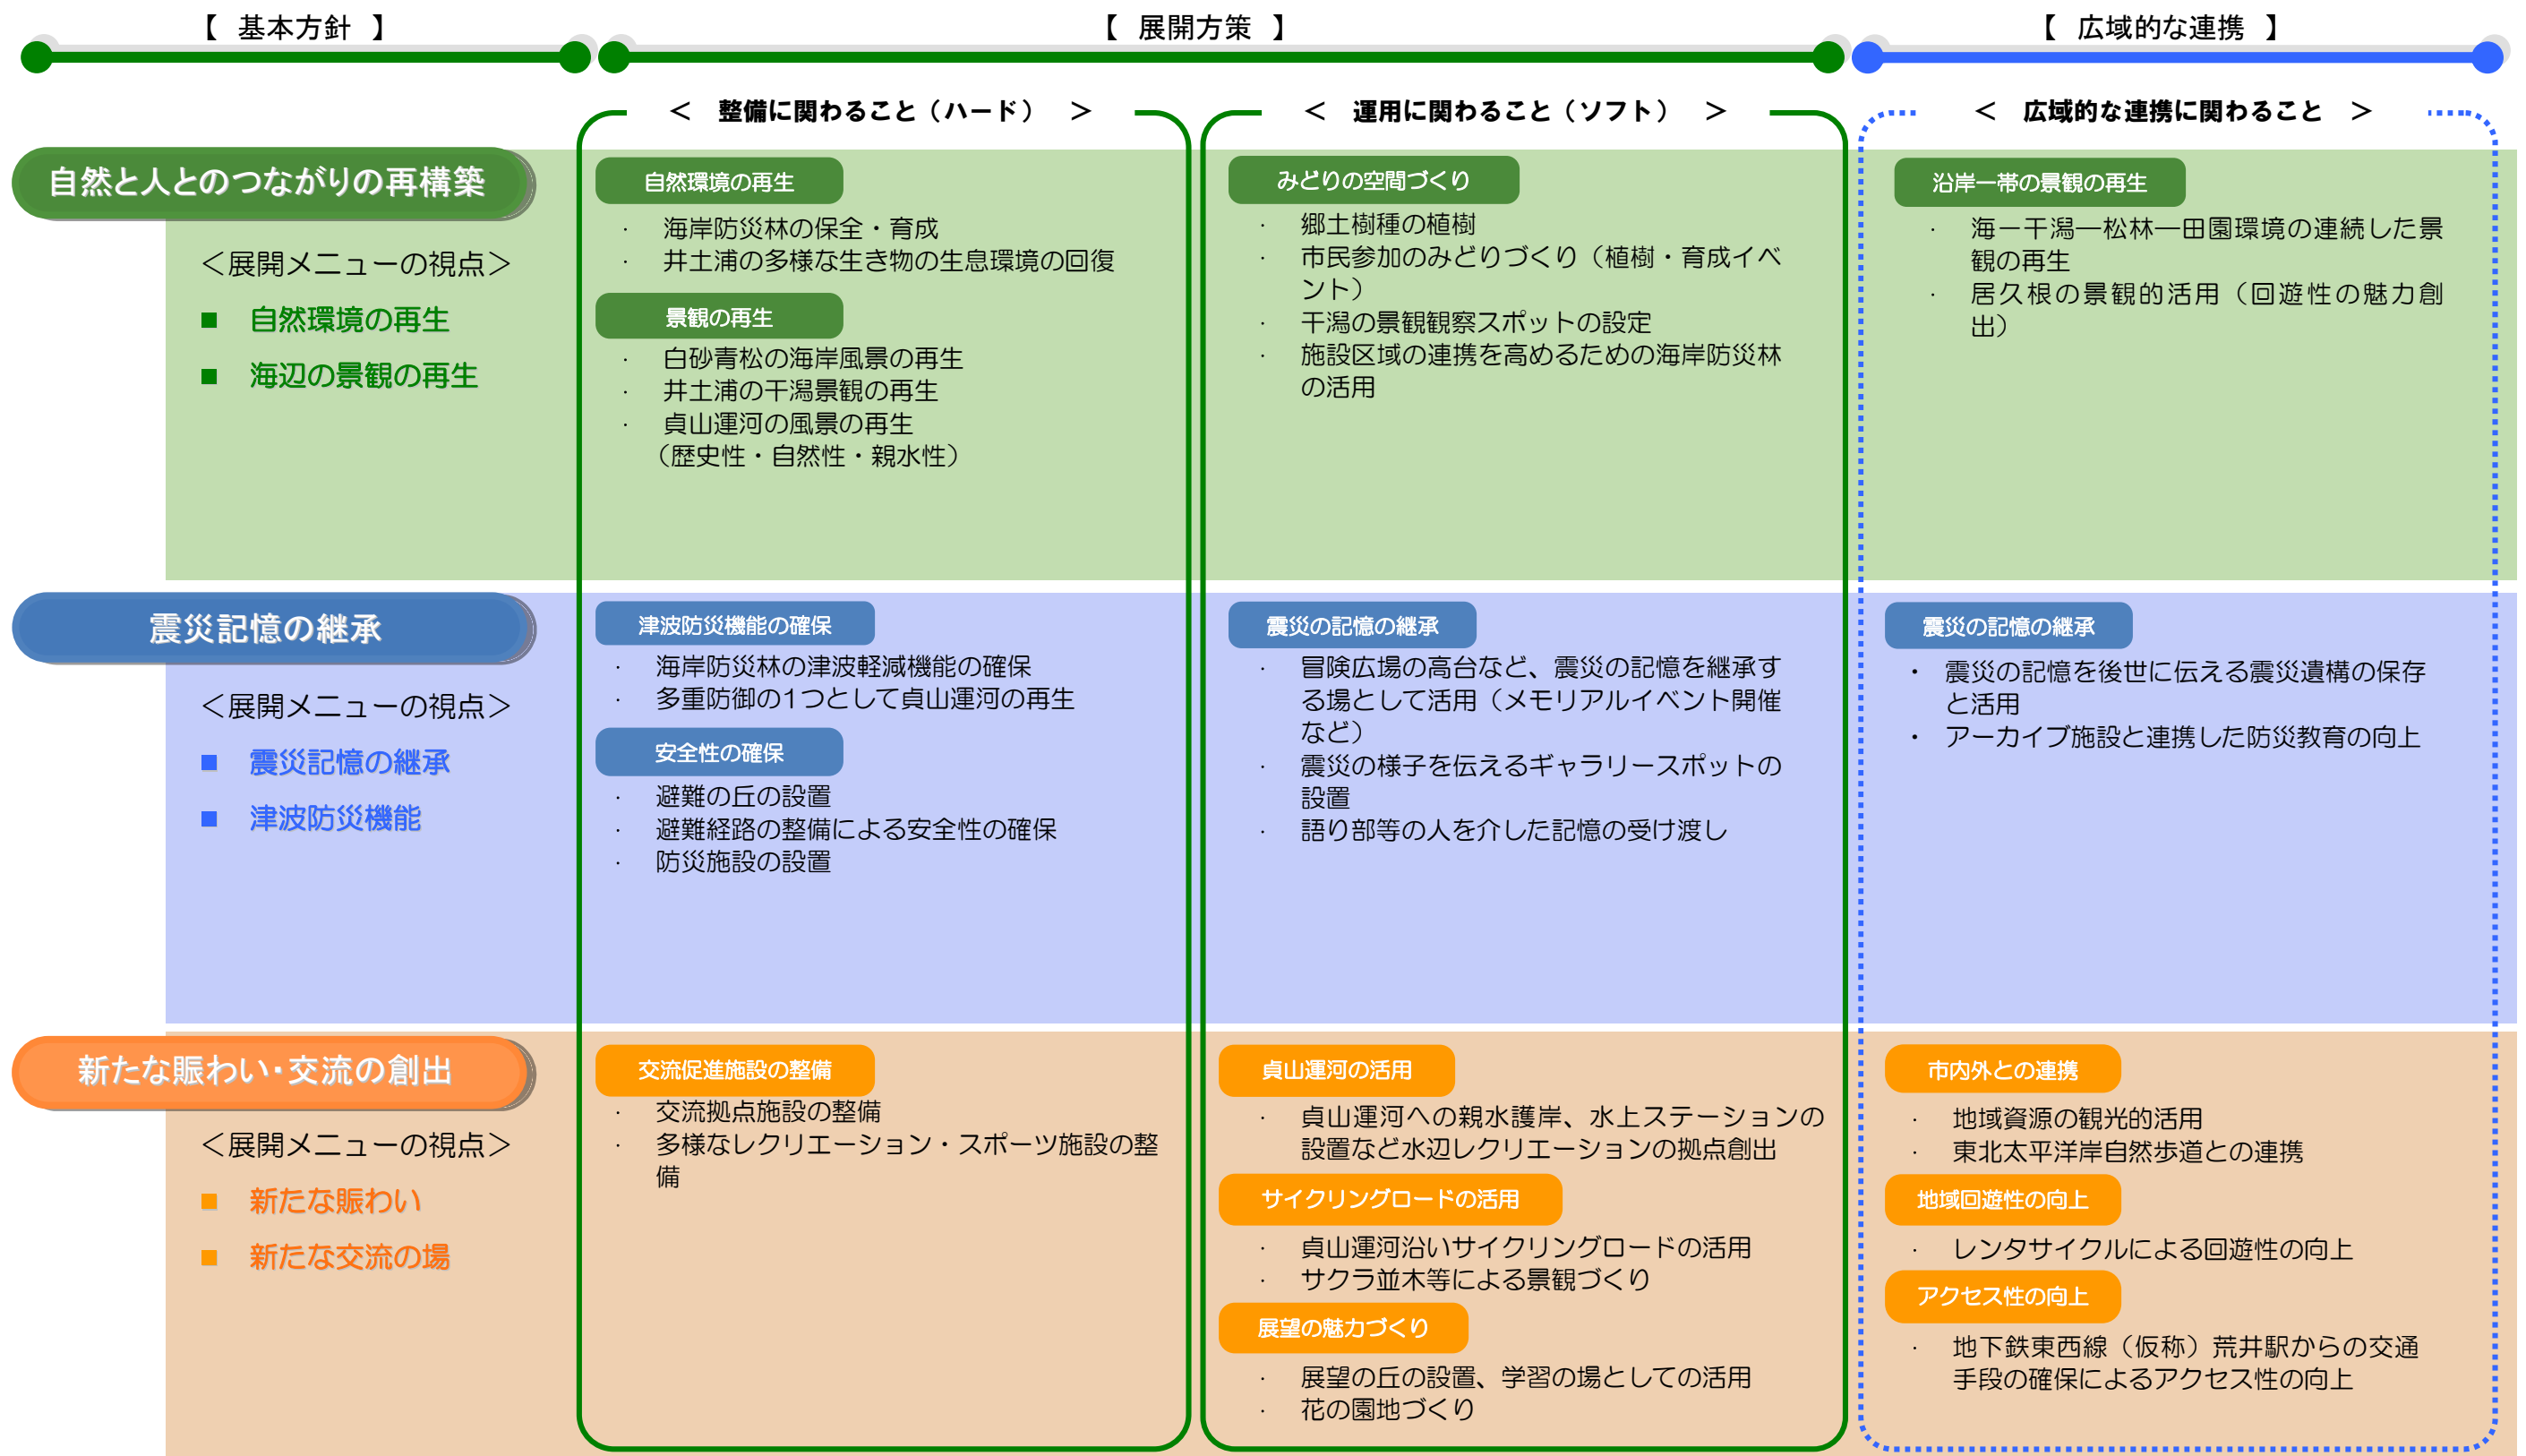 【 基本方針 】
【 展開方策 】
【 広域的な連携 】
＜ 整備に関わること（ハード） ＞
＜ 運用に関わること（ソフト） ＞
＜ 広域的な連携に関わること ＞
自然と人とのつながりの再構築
＜展開メニューの視点＞
■ 自然環境の再生
■ 海辺の景観の再生
自然環境の再生
・ 海岸防災林の保全・育成
・ 井土浦の多様な生き物の生息環境の回復
景観の再生
・ 白砂青松の海岸風景の再生
・ 井土浦の干潟景観の再生
・ 貞山運河の風景の再生
（歴史性・自然性・親水性）
みどりの空間づくり
・ 郷土樹種の植樹
・ 市民参加のみどりづくり（植樹・育成イベ
ント）
・ 干潟の景観観察スポットの設定
・ 施設区域の連携を高めるための海岸防災林
の活用
沿岸一帯の景観の再生
・ 海－干潟―松林―田園環境の連続した景
観の再生
・ 居久根の景観的活用（回遊性の魅力創
出）
震災記憶の継承
＜展開メニューの視点＞
■ 震災記憶の継承
■ 津波防災機能
津波防災機能の確保
・ 海岸防災林の津波軽減機能の確保
・ 多重防御の1つとして貞山運河の再生
安全性の確保
・ 避難の丘の設置
・ 避難経路の整備による安全性の確保
・ 防災施設の設置
震災の記憶の継承
・ 冒険広場の高台など、震災の記憶を継承す
る場として活用（メモリアルイベント開催
など）
・ 震災の様子を伝えるギャラリースポットの
設置
・ 語り部等の人を介した記憶の受け渡し
震災の記憶の継承
・ 震災の記憶を後世に伝える震災遺構の保存
と活用
・ アーカイブ施設と連携した防災教育の向上
新たな賑わい・交流の創出
＜展開メニューの視点＞
■ 新たな賑わい
■ 新たな交流の場
交流促進施設の整備
・ 交流拠点施設の整備
・ 多様なレクリエーション・スポーツ施設の整
備
貞山運河の活用
・ 貞山運河への親水護岸、水上ステーションの
設置など水辺レクリエーションの拠点創出
サイクリングロードの活用
・ 貞山運河沿いサイクリングロードの活用
・ サクラ並木等による景観づくり
展望の魅力づくり
・ 展望の丘の設置、学習の場としての活用
・ 花の園地づくり
市内外との連携
・ 地域資源の観光的活用
・ 東北太平洋岸自然歩道との連携
地域回遊性の向上
・ レンタサイクルによる回遊性の向上
アクセス性の向上
・ 地下鉄東西線（仮称）荒井駅からの交通
手段の確保によるアクセス性の向上